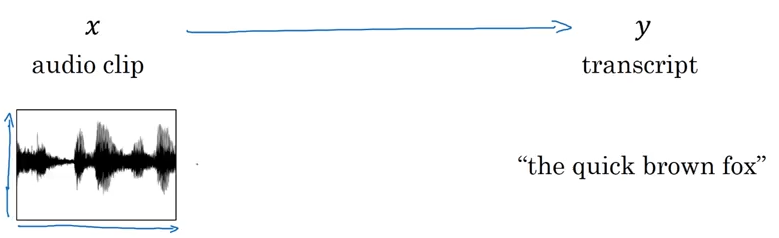 x y
audio clip transcript
“the quick brown fox”